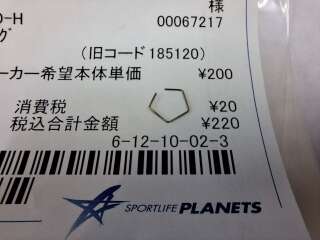 様
O-H 00067217
グ
(旧コード185120)
ーカー希望本体単価 ¥200
消費税 ¥20
税込合計金額 ¥220
6-12-10-02-3
SPORTLIFE PLANETS